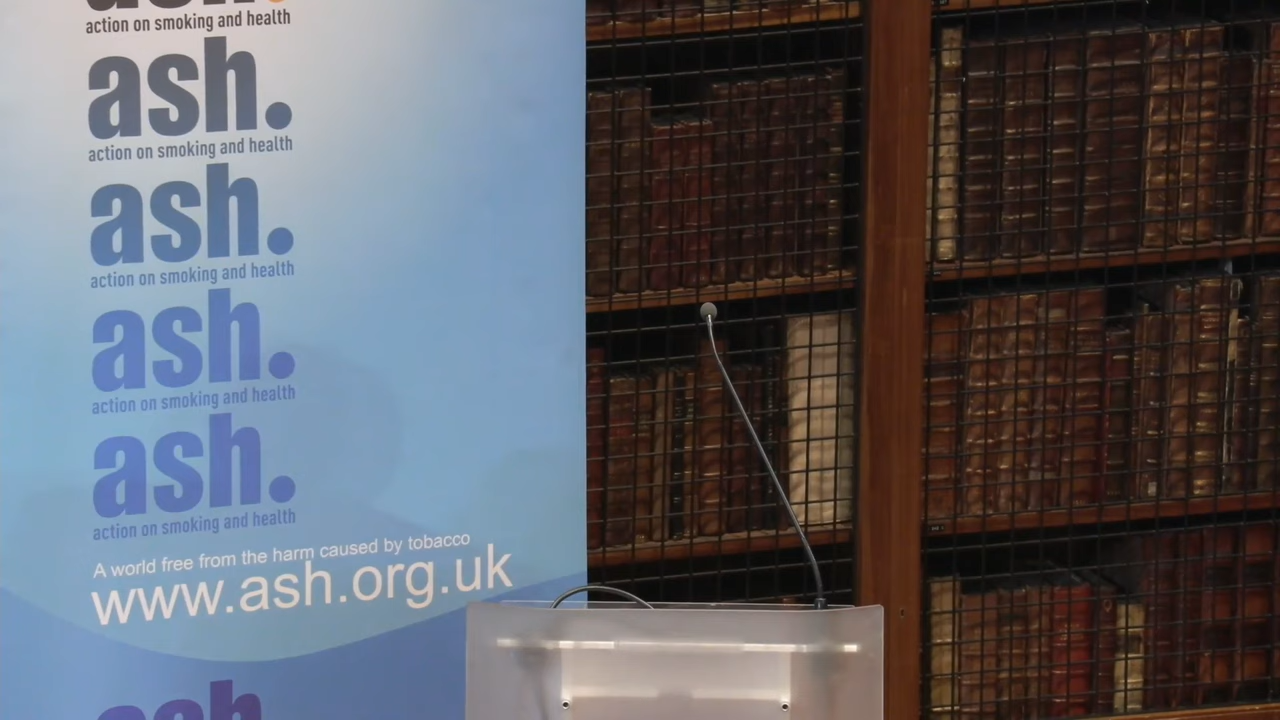 ash.
action on smoking and health
ash.
action on smoking and health
ash.
action on smoking and health
ash.
action on smoking and health
ash.
action on smoking and health
A world free from the harm caused by tobacco
www.ash.org.uk
ash